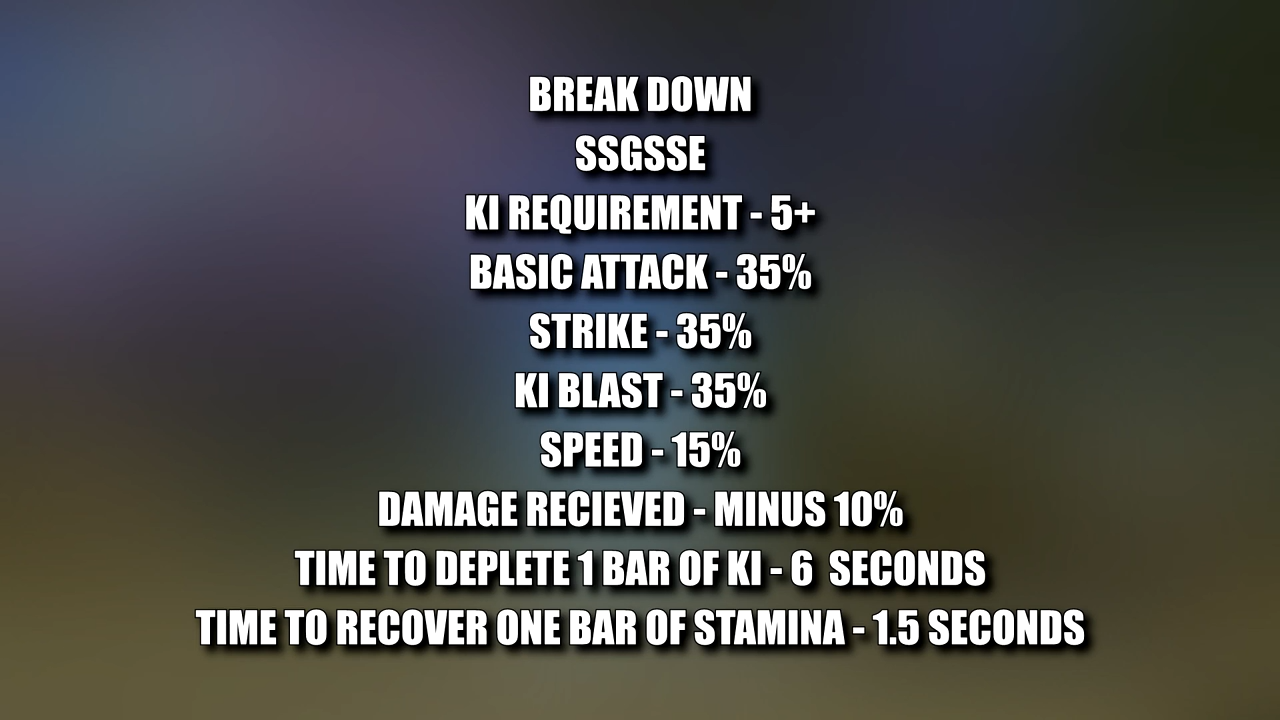 BREAK DOWN
SSGSSE
KI REQUIREMENT - 5+
BASIC ATTACK - 35%
STRIKE - 35%
KI BLAST - 35%
SPEED - 15%
DAMAGE RECIEVED - MINUS 10%
TIME TO DEPLETE 1 BAR OF KI - 6 SECONDS
TIME TO RECOVER ONE BAR OF STAMINA - 1.5 SECONDS